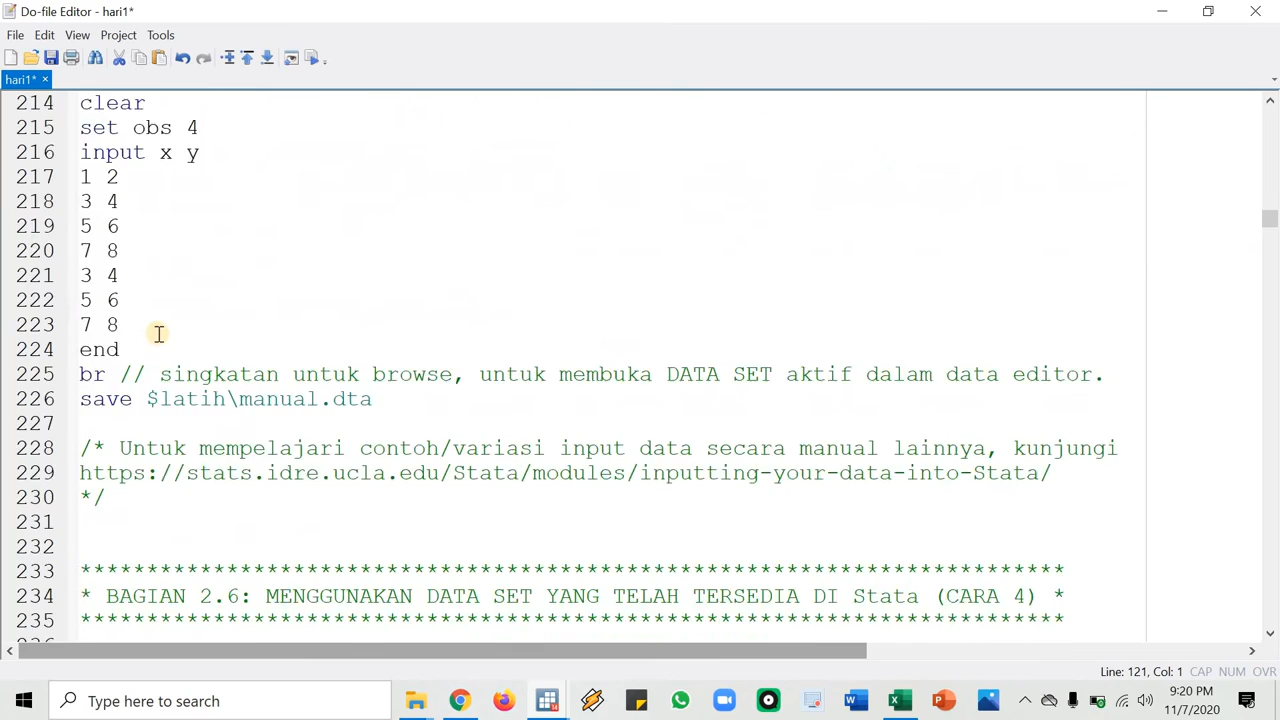 Do-file Editor - hari1*
File Edit View Project Tools
hari1* ×
214 clear
215 set obs 4
216 input x y
217 1 2
218 3 4
219 5 6
220 7 8
221 3 4
222 5 6
223 7 8
224 end
225 br // singkatan untuk browse, untuk membuka DATA SET aktif dalam data editor.
226 save $latih\manual.dta
227
228 /* Untuk mempelajari contoh/variasi input data secara manual lainnya, kunjungi
229 https://stats.idre.ucla.edu/Stata/modules/inputting-your-data-into-Stata/
230 */
231
232
233 **************************************************************************
234 * BAGIAN 2.6: MENGGUNAKAN DATA SET YANG TELAH TERSEDIA DI Stata (CARA 4) *
235 **************************************************************************
Line: 121, Col: 1 CAP NUM OVR
Type here to search
14
9:20 PM
11/7/2020